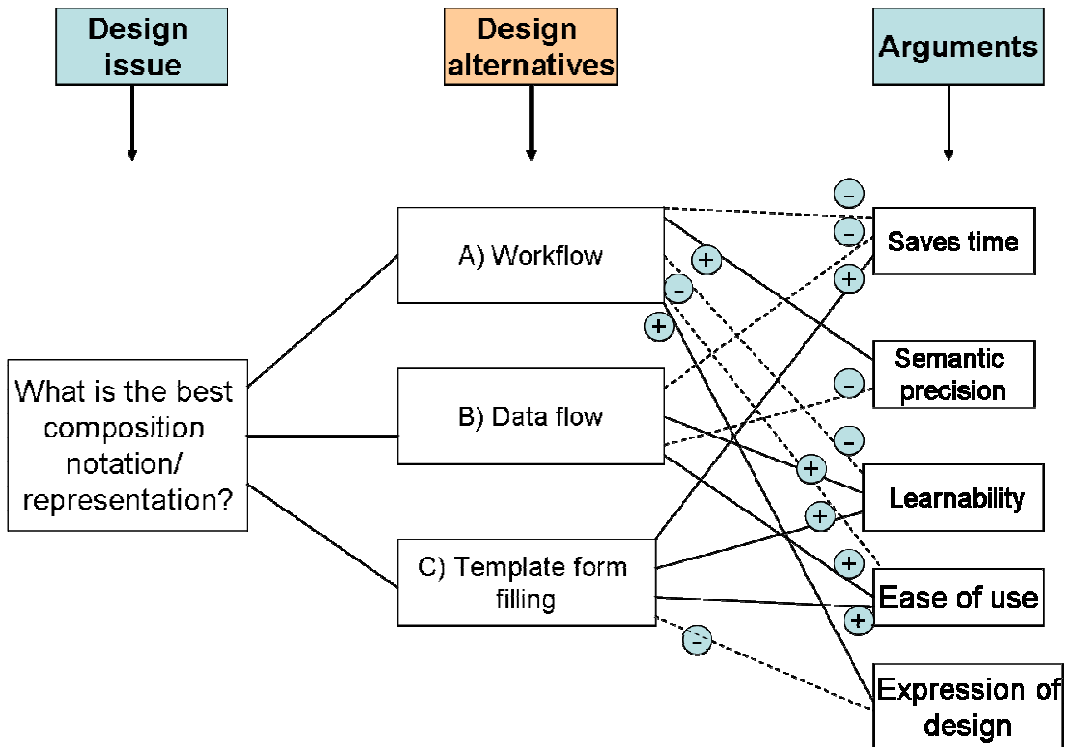 Design
issue
Design
alternatives
Arguments
What is the best
composition
notation/
representation?
A) Workflow
B) Data flow
C) Template form
filling
Saves time
Semantic
precision
Learnability
Ease of use
Expression of
design
-
-
+
+
-
+
-
-
+
+
+
+
-